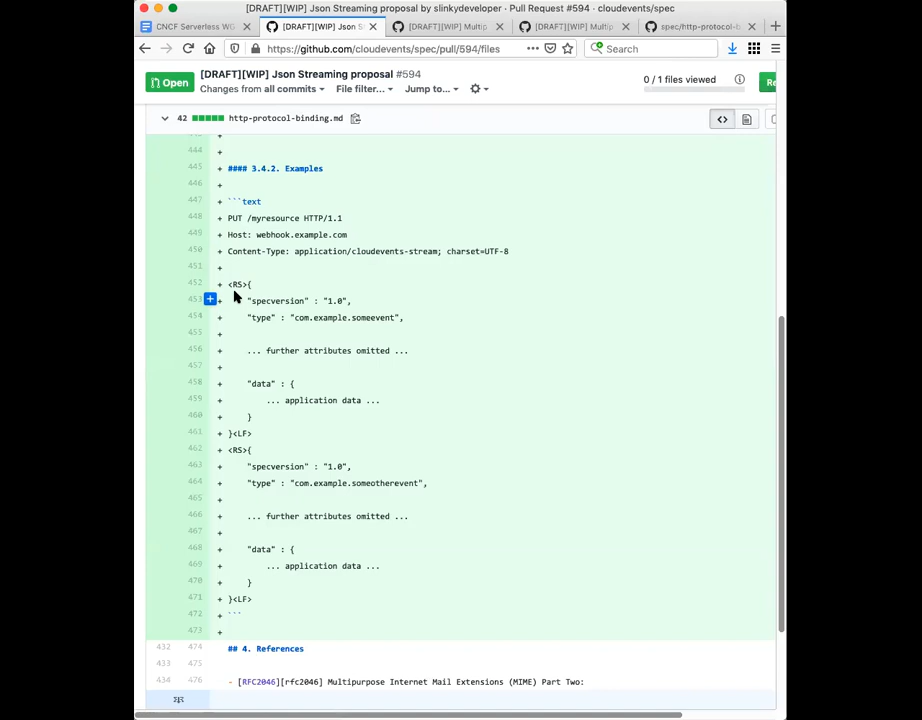 [DRAFT][WIP] Json Streaming proposal by slinkydeveloper · Pull Request #594 · cloudevents/spec
CNCF Serverless WG
[DRAFT][WIP] Json S
[DRAFT][WIP] Multip
[DRAFT][WIP] Multip
spec/http-protocol-b
https://github.com/cloudevents/spec/pull/594/files
Search
Open
[DRAFT][WIP] Json Streaming proposal #594
Changes from all commits
File filter...
Jump to...
0 / 1 files viewed
Re
42 http-protocol-binding.md
443 +
444 +
445 + #### 3.4.2. Examples
446 +
447 + ```text
448 + PUT /myresource HTTP/1.1
449 + Host: webhook.example.com
450 + Content-Type: application/cloudevents-stream; charset=UTF-8
451 +
452 + <RS>{
453 + "specversion" : "1.0",
454 + "type" : "com.example.someevent",
455 +
456 + ... further attributes omitted ...
457 +
458 + "data" : {
459 + ... application data ...
460 + }
461 + }<LF>
462 + <RS>{
463 + "specversion" : "1.0",
464 + "type" : "com.example.someotherevent",
465 +
466 + ... further attributes omitted ...
467 +
468 + "data" : {
469 + ... application data ...
470 + }
471 + }<LF>
472 + ```
473 +
432 474 ## 4. References
433 475
434 476 - [RFC2046][rfc2046] Multipurpose Internet Mail Extensions (MIME) Part Two: